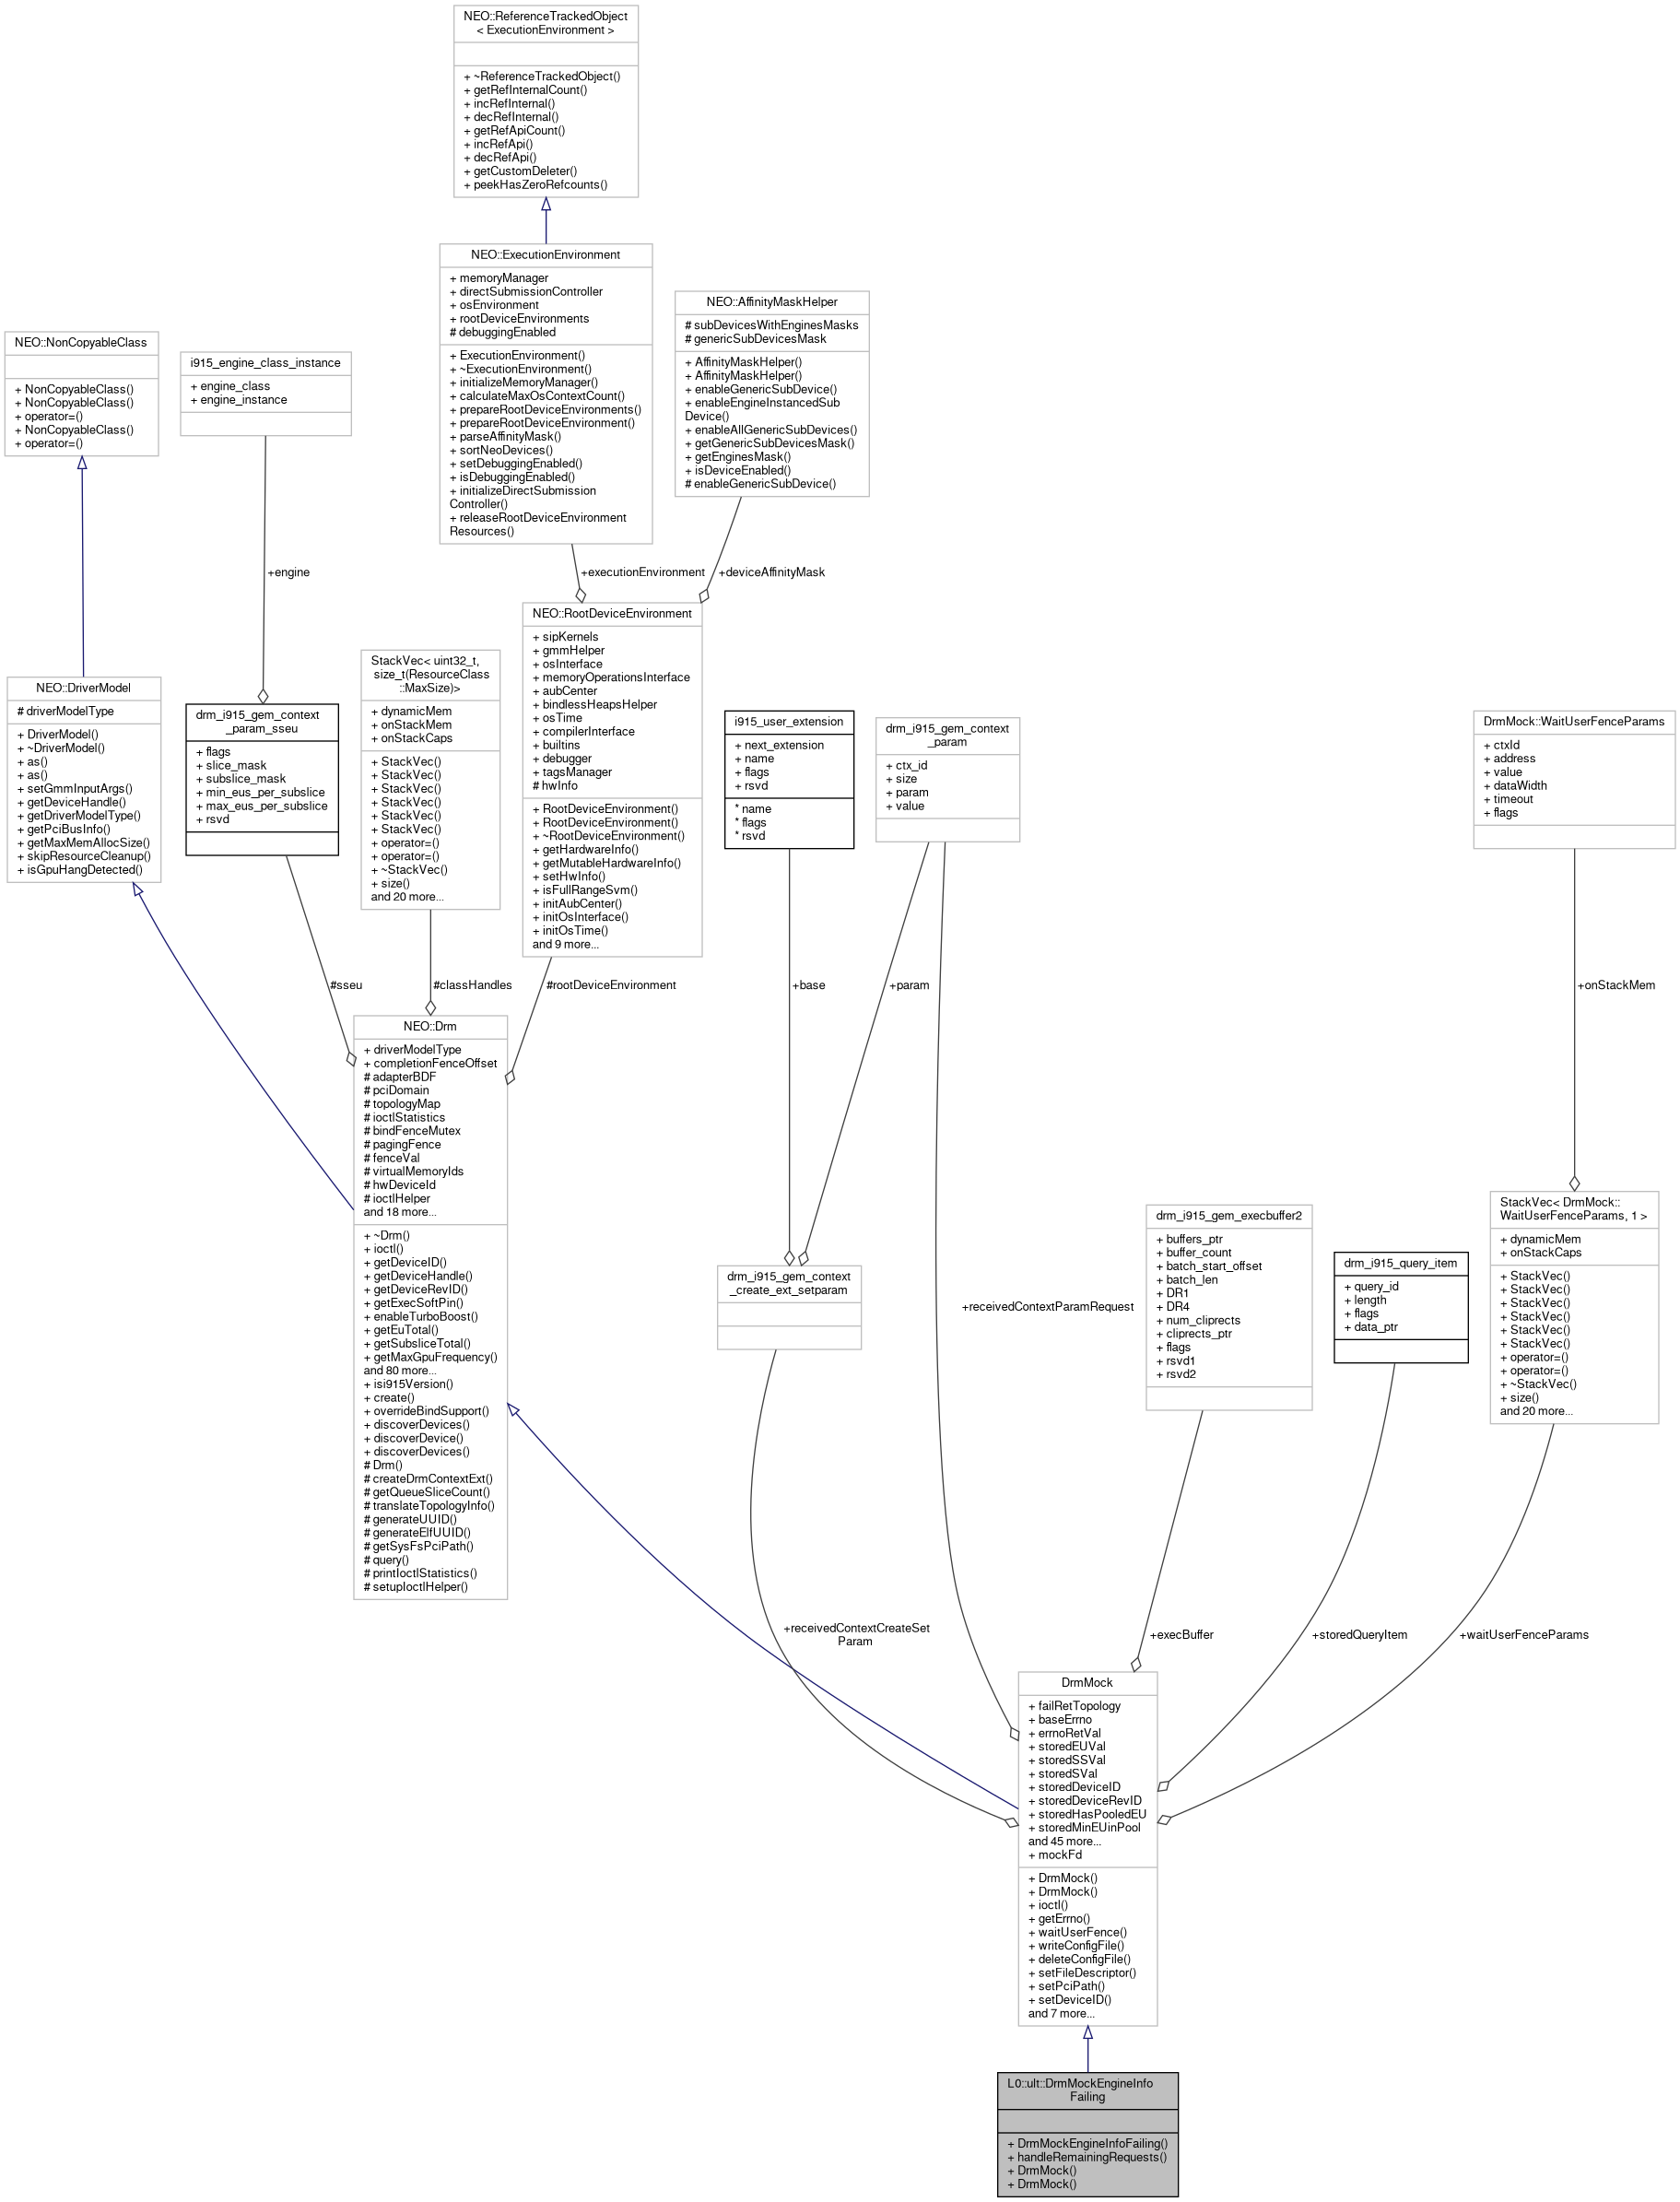 NEO::ReferenceTrackedObject
< ExecutionEnvironment >
+ ~ReferenceTrackedObject()
+ getRefInternalCount()
+ incRefInternal()
+ decRefInternal()
+ getRefApiCount()
+ incRefApi()
+ decRefApi()
+ getCustomDeleter()
+ peekHasZeroRefcounts()
NEO::ExecutionEnvironment
+ memoryManager
+ directSubmissionController
+ osEnvironment
+ rootDeviceEnvironments
# debuggingEnabled
+ ExecutionEnvironment()
+ ~ExecutionEnvironment()
+ initializeMemoryManager()
+ calculateMaxOsContextCount()
+ prepareRootDeviceEnvironments()
+ prepareRootDeviceEnvironment()
+ parseAffinityMask()
+ sortNeoDevices()
+ setDebuggingEnabled()
+ isDebuggingEnabled()
+ initializeDirectSubmission
Controller()
+ releaseRootDeviceEnvironment
Resources()
NEO::AffinityMaskHelper
# subDevicesWithEnginesMasks
# genericSubDevicesMask
+ AffinityMaskHelper()
+ AffinityMaskHelper()
+ enableGenericSubDevice()
+ enableEngineInstancedSub
Device()
+ enableAllGenericSubDevices()
+ getGenericSubDevicesMask()
+ getEnginesMask()
+ isDeviceEnabled()
# enableGenericSubDevice()
NEO::NonCopyableClass
+ NonCopyableClass()
+ NonCopyableClass()
+ operator=()
+ NonCopyableClass()
+ operator=()
i915_engine_class_instance
+ engine_class
+ engine_instance
+engine
+executionEnvironment
+deviceAffinityMask
NEO::DriverModel
# driverModelType
+ DriverModel()
+ ~DriverModel()
+ as()
+ as()
+ setGmmInputArgs()
+ getDeviceHandle()
+ getDriverModelType()
+ getPciBusInfo()
+ getMaxMemAllocSize()
+ skipResourceCleanup()
+ isGpuHangDetected()
drm_i915_gem_context
_param_sseu
+ flags
+ slice_mask
+ subslice_mask
+ min_eus_per_subslice
+ max_eus_per_subslice
+ rsvd
StackVec< uint32_t,
size_t(ResourceClass
::MaxSize)>
+ dynamicMem
+ onStackMem
+ onStackCaps
+ StackVec()
+ StackVec()
+ StackVec()
+ StackVec()
+ StackVec()
+ StackVec()
+ operator=()
+ operator=()
+ ~StackVec()
+ size()
and 20 more...
NEO::RootDeviceEnvironment
+ sipKernels
+ gmmHelper
+ osInterface
+ memoryOperationsInterface
+ aubCenter
+ bindlessHeapsHelper
+ osTime
+ compilerInterface
+ builtins
+ debugger
+ tagsManager
# hwInfo
+ RootDeviceEnvironment()
+ RootDeviceEnvironment()
+ ~RootDeviceEnvironment()
+ getHardwareInfo()
+ getMutableHardwareInfo()
+ setHwInfo()
+ isFullRangeSvm()
+ initAubCenter()
+ initOsInterface()
+ initOsTime()
and 9 more...
i915_user_extension
+ next_extension
+ name
+ flags
+ rsvd
* name
* flags
* rsvd
drm_i915_gem_context
_param
+ ctx_id
+ size
+ param
+ value
DrmMock::WaitUserFenceParams
+ ctxId
+ address
+ value
+ dataWidth
+ timeout
+ flags
#sseu
#classHandles
#rootDeviceEnvironment
+base
+param
+onStackMem
NEO::Drm
+ driverModelType
+ completionFenceOffset
# adapterBDF
# pciDomain
# topologyMap
# ioctlStatistics
# bindFenceMutex
# pagingFence
# fenceVal
# virtualMemoryIds
# hwDeviceId
# ioctlHelper
and 18 more...
+ ~Drm()
+ ioctl()
+ getDeviceID()
+ getDeviceHandle()
+ getDeviceRevID()
+ getExecSoftPin()
+ enableTurboBoost()
+ getEuTotal()
+ getSubsliceTotal()
+ getMaxGpuFrequency()
and 80 more...
+ isi915Version()
+ create()
+ overrideBindSupport()
+ discoverDevices()
+ discoverDevice()
+ discoverDevices()
# Drm()
# createDrmContextExt()
# getQueueSliceCount()
# translateTopologyInfo()
# generateUUID()
# generateElfUUID()
# getSysFsPciPath()
# query()
# printIoctlStatistics()
# setupIoctlHelper()
drm_i915_gem_context
_create_ext_setparam
+receivedContextParamRequest
drm_i915_gem_execbuffer2
+ buffers_ptr
+ buffer_count
+ batch_start_offset
+ batch_len
+ DR1
+ DR4
+ num_cliprects
+ cliprects_ptr
+ flags
+ rsvd1
+ rsvd2
drm_i915_query_item
+ query_id
+ length
+ flags
+ data_ptr
StackVec< DrmMock::
WaitUserFenceParams, 1 >
+ dynamicMem
+ onStackCaps
+ StackVec()
+ StackVec()
+ StackVec()
+ StackVec()
+ StackVec()
+ StackVec()
+ operator=()
+ operator=()
+ ~StackVec()
+ size()
and 20 more...
+receivedContextCreateSet
Param
+execBuffer
+storedQueryItem
+waitUserFenceParams
DrmMock
+ failRetTopology
+ baseErrno
+ errnoRetVal
+ storedEUVal
+ storedSSVal
+ storedSVal
+ storedDeviceID
+ storedDeviceRevID
+ storedHasPooledEU
+ storedMinEUinPool
and 45 more...
+ mockFd
+ DrmMock()
+ DrmMock()
+ ioctl()
+ getErrno()
+ waitUserFence()
+ writeConfigFile()
+ deleteConfigFile()
+ setFileDescriptor()
+ setPciPath()
+ setDeviceID()
and 7 more...
L0::ult::DrmMockEngineInfo
Failing
+ DrmMockEngineInfoFailing()
+ handleRemainingRequests()
+ DrmMock()
+ DrmMock()